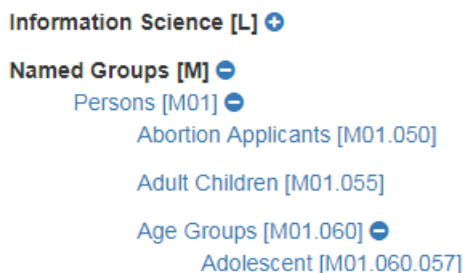 Information Science [L]
Named Groups [M]
Persons [M01]
Abortion Applicants [M01.050]
Adult Children [M01.055]
Age Groups [M01.060]
Adolescent [M01.060.057]